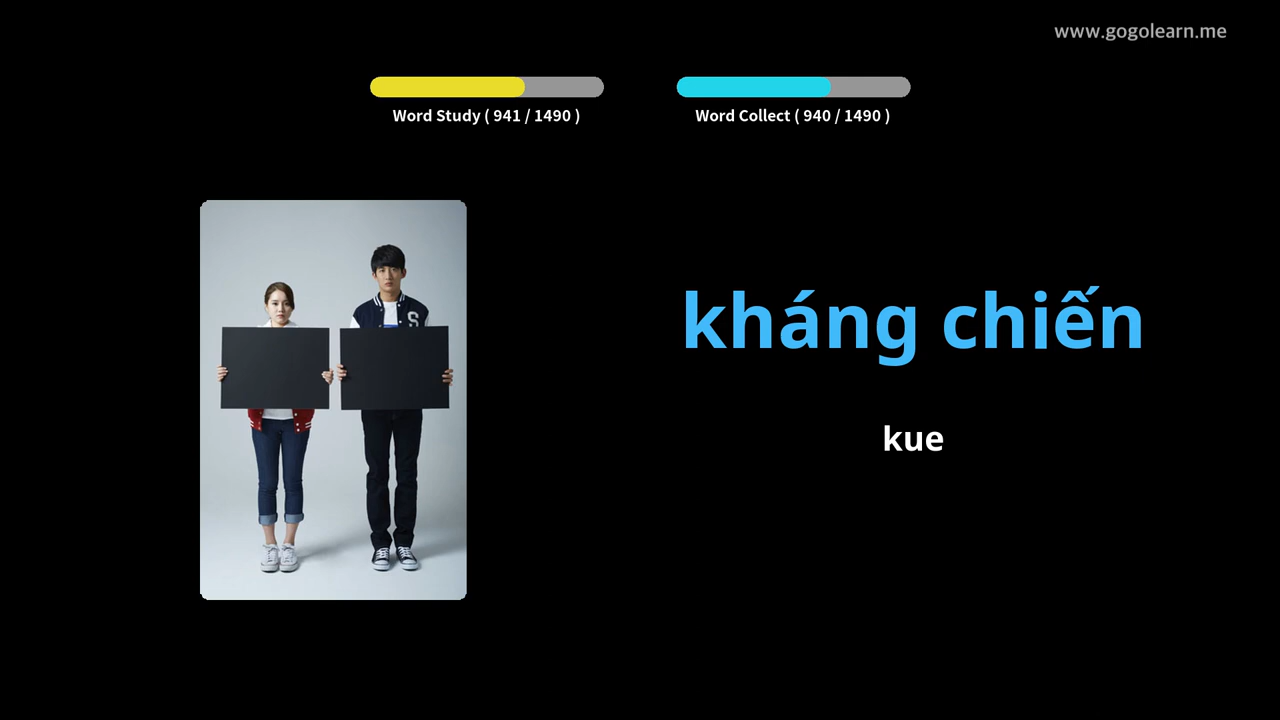 www.gogolearn.me
Word Study ( 941 / 1490 )
Word Collect ( 940 / 1490 )
S
kháng chiến
kue